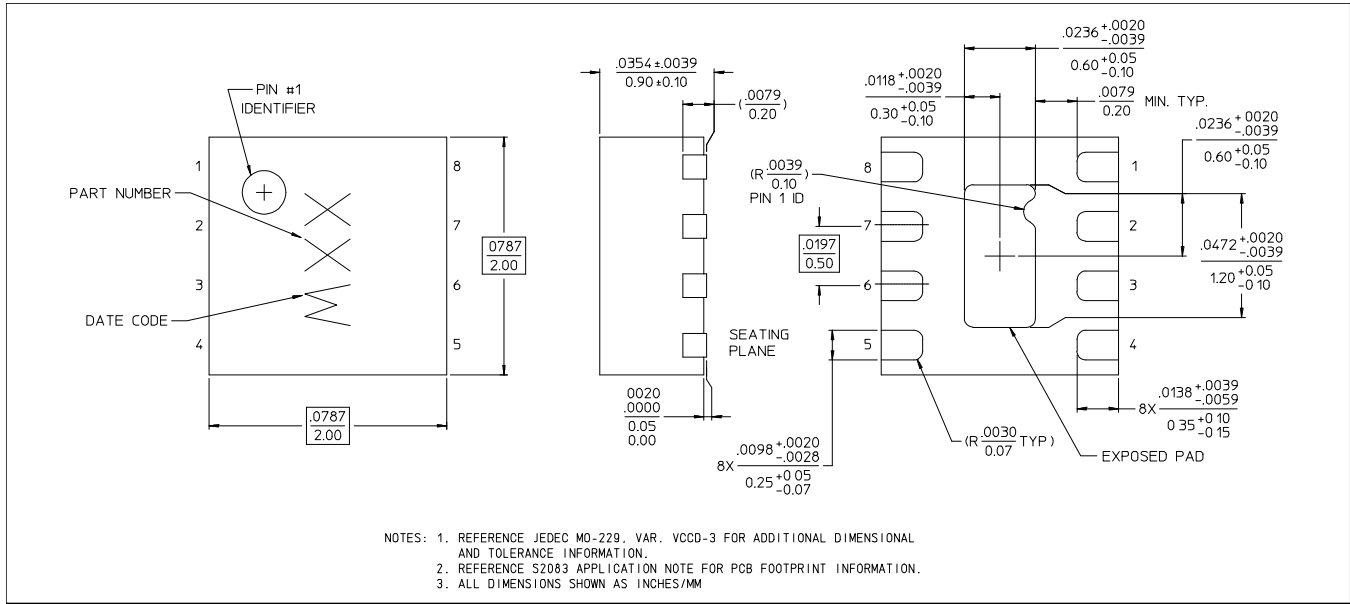 PIN #1
IDENTIFIER
PART NUMBER
DATE CODE
1
2
3
4
8
7
6
5
XX
W
.0787
2.00
.0787
2.00
.0354 ±.0039
0.90 ±0.10
(.0079
0.20)
SEATING
PLANE
0020
.0000
0.05
0.00
.0118 +.0020
-.0039
0.30 +0.05
-0.10
.0236 +.0020
-.0039
0.60 +0.05
-0.10
.0079 MIN. TYP.
0.20
.0236 +.0020
-.0039
0.60 +0.05
-0.10
(R .0039
0.10)
PIN 1 ID
.0197
0.50
8
7
6
5
1
2
3
4
.0472 +.0020
-.0039
1.20 +0.05
-0 10
8X .0138 +.0039
-.0059
0 35 +0 10
-0 15
8X .0098 +.0020
-.0028
0.25 +0 05
-0.07
(R .0030 TYP)
0.07
EXPOSED PAD
NOTES: 1. REFERENCE JEDEC MO-229, VAR. VCCD-3 FOR ADDITIONAL DIMENSIONAL
AND TOLERANCE INFORMATION.
2. REFERENCE S2083 APPLICATION NOTE FOR PCB FOOTPRINT INFORMATION.
3. ALL DIMENSIONS SHOWN AS INCHES/MM